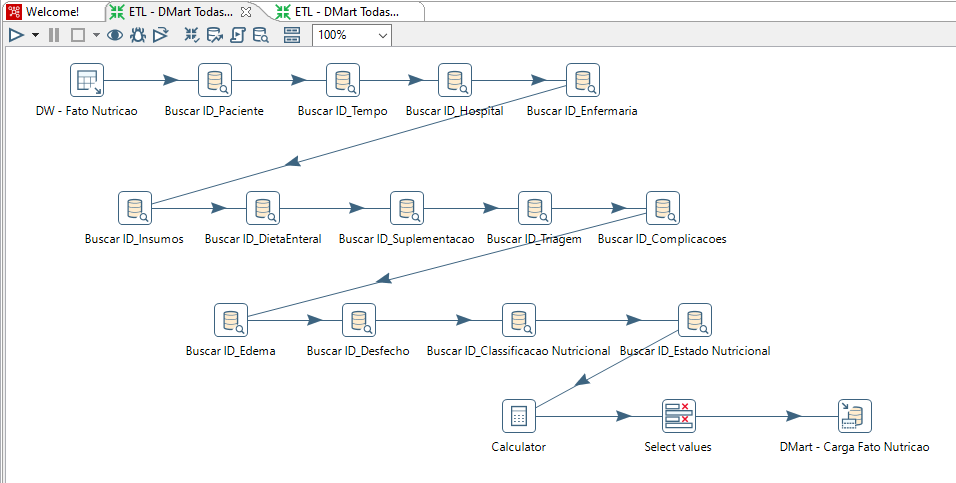 Welcome!
ETL - DMart Todas...
ETL - DMart Todas...
100%
DW - Fato Nutricao
Buscar ID_Paciente
Buscar ID_Tempo
Buscar ID_Hospital
Buscar ID_Enfermaria
Buscar ID_Insumos
Buscar ID_DietaEnteral
Buscar ID_Suplementacao
Buscar ID_Triagem
Buscar ID_Complicacoes
Buscar ID_Edema
Buscar ID_Desfecho
Buscar ID_Classificacao Nutricional
Buscar ID_Estado Nutricional
Calculator
Select values
DMart - Carga Fato Nutricao